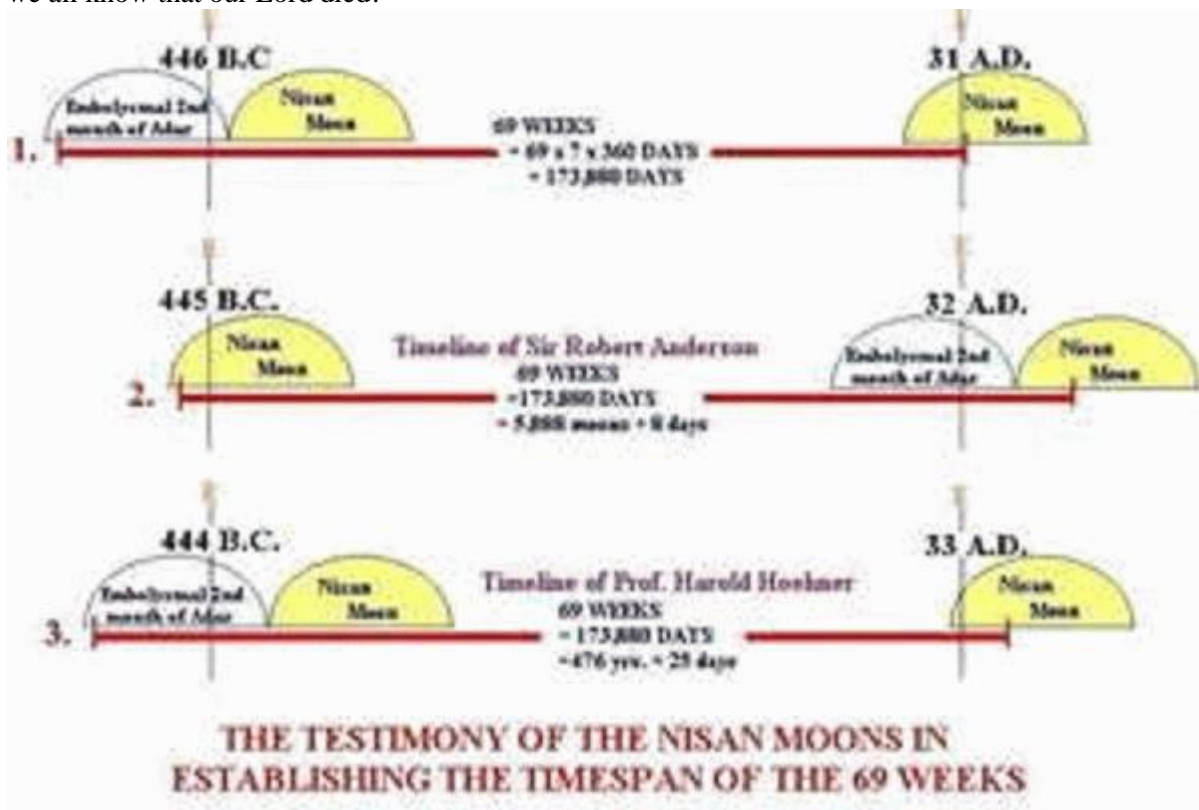 we all know that our Lord died.
446 B.C
31 A.D.
Embolysmal 2nd
month of Adar
Nisan
Moon
Nisan
Moon
1.
69 WEEKS
= 69 x 7 x 360 DAYS
= 173,880 DAYS
445 B.C.
32 A.D.
Nisan
Moon
Timeline of Sir Robert Anderson
69 WEEKS
=173,880 DAYS
= 5,888 moons + 8 days
Embolysmal 2nd
month of Adar
Nisan
Moon
2.
444 B.C.
33 A.D.
Embolysmal 2nd
month of Adar
Nisan
Moon
Timeline of Prof. Harold Hoehner
69 WEEKS
= 173,880 DAYS
=476 yrs. + 25 days
Nisan
Moon
3.
THE TESTIMONY OF THE NISAN MOONS IN
ESTABLISHING THE TIMESPAN OF THE 69 WEEKS